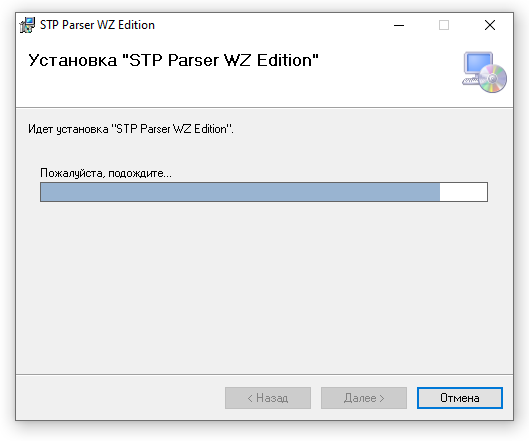 STP Parser WZ Edition
Установка "STP Parser WZ Edition"
Идет установка "STP Parser WZ Edition".
Пожалуйста, подождите...
< Назад
Далее >
Отмена